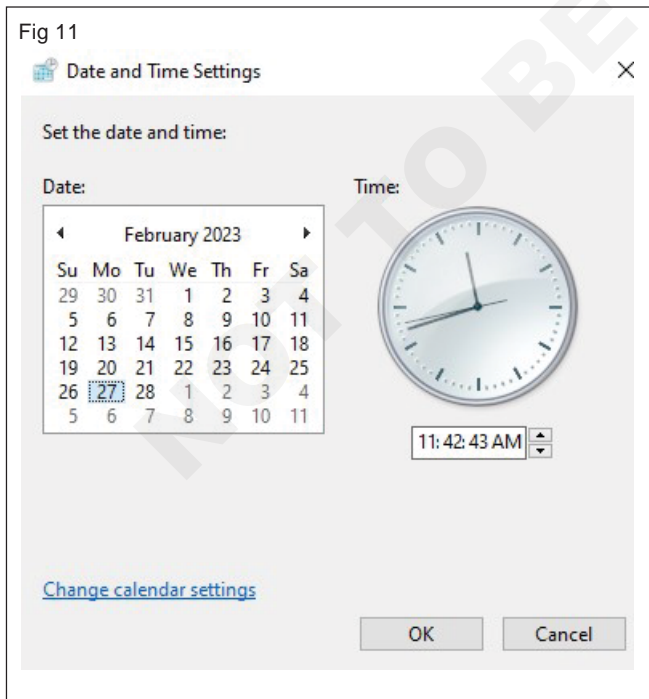 Fig 11
Date and Time Settings
Set the date and time:
Date:
Time:
February 2023
Su Mo Tu We Th Fr Sa
29 30 31 1 2 3 4
5 6 7 8 9 10 11
12 13 14 15 16 17 18
19 20 21 22 23 24 25
26 27 28 1 2 3 4
5 6 7 8 9 10 11
11:42:43 AM
Change calendar settings
OK Cancel
NOT TO BE